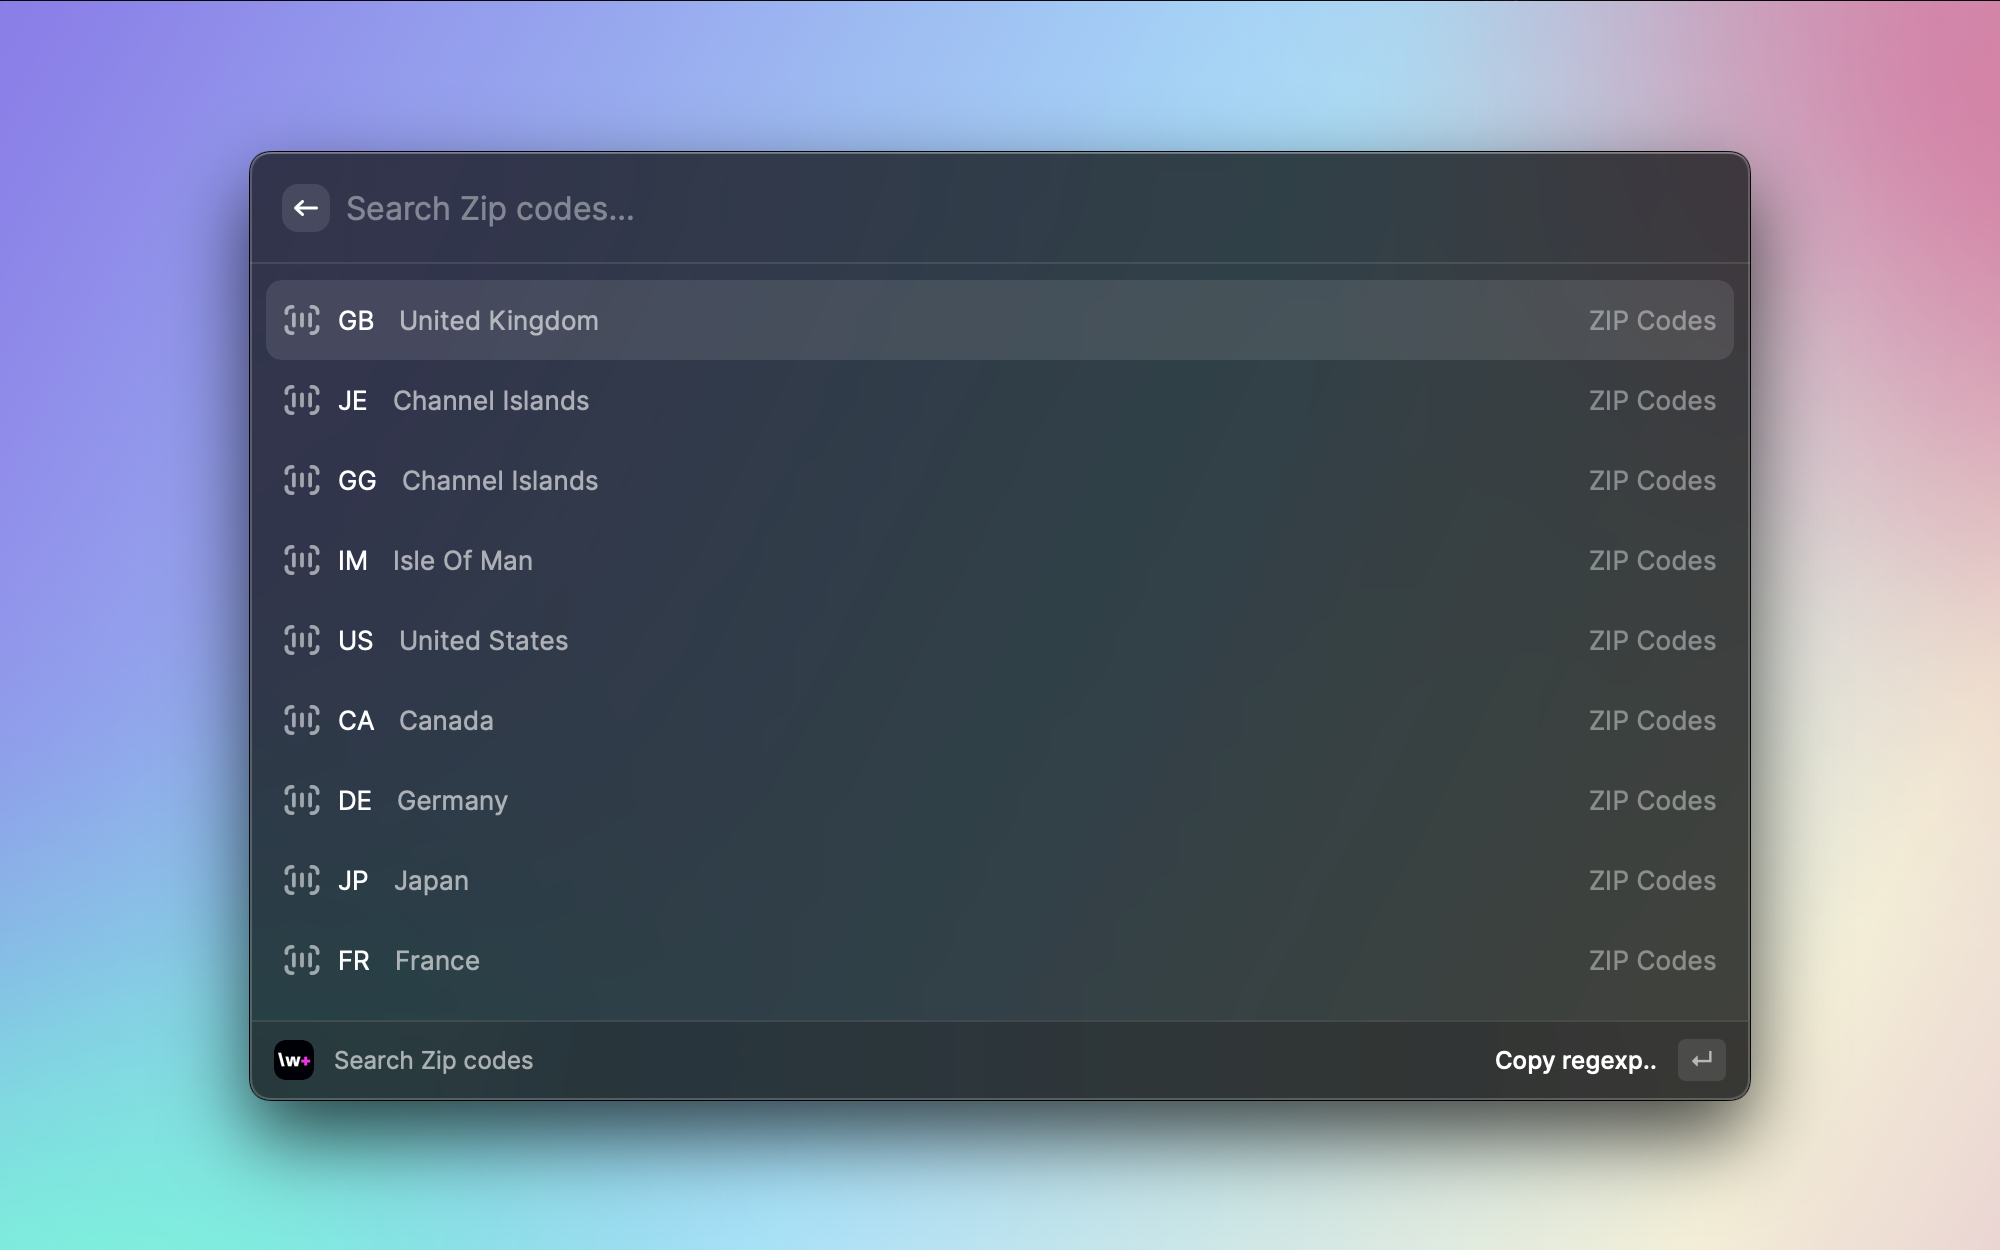 Search Zip codes...
GB United Kingdom ZIP Codes
JE Channel Islands ZIP Codes
GG Channel Islands ZIP Codes
IM Isle Of Man ZIP Codes
US United States ZIP Codes
CA Canada ZIP Codes
DE Germany ZIP Codes
JP Japan ZIP Codes
FR France ZIP Codes
\w+ Search Zip codes Copy regexp..